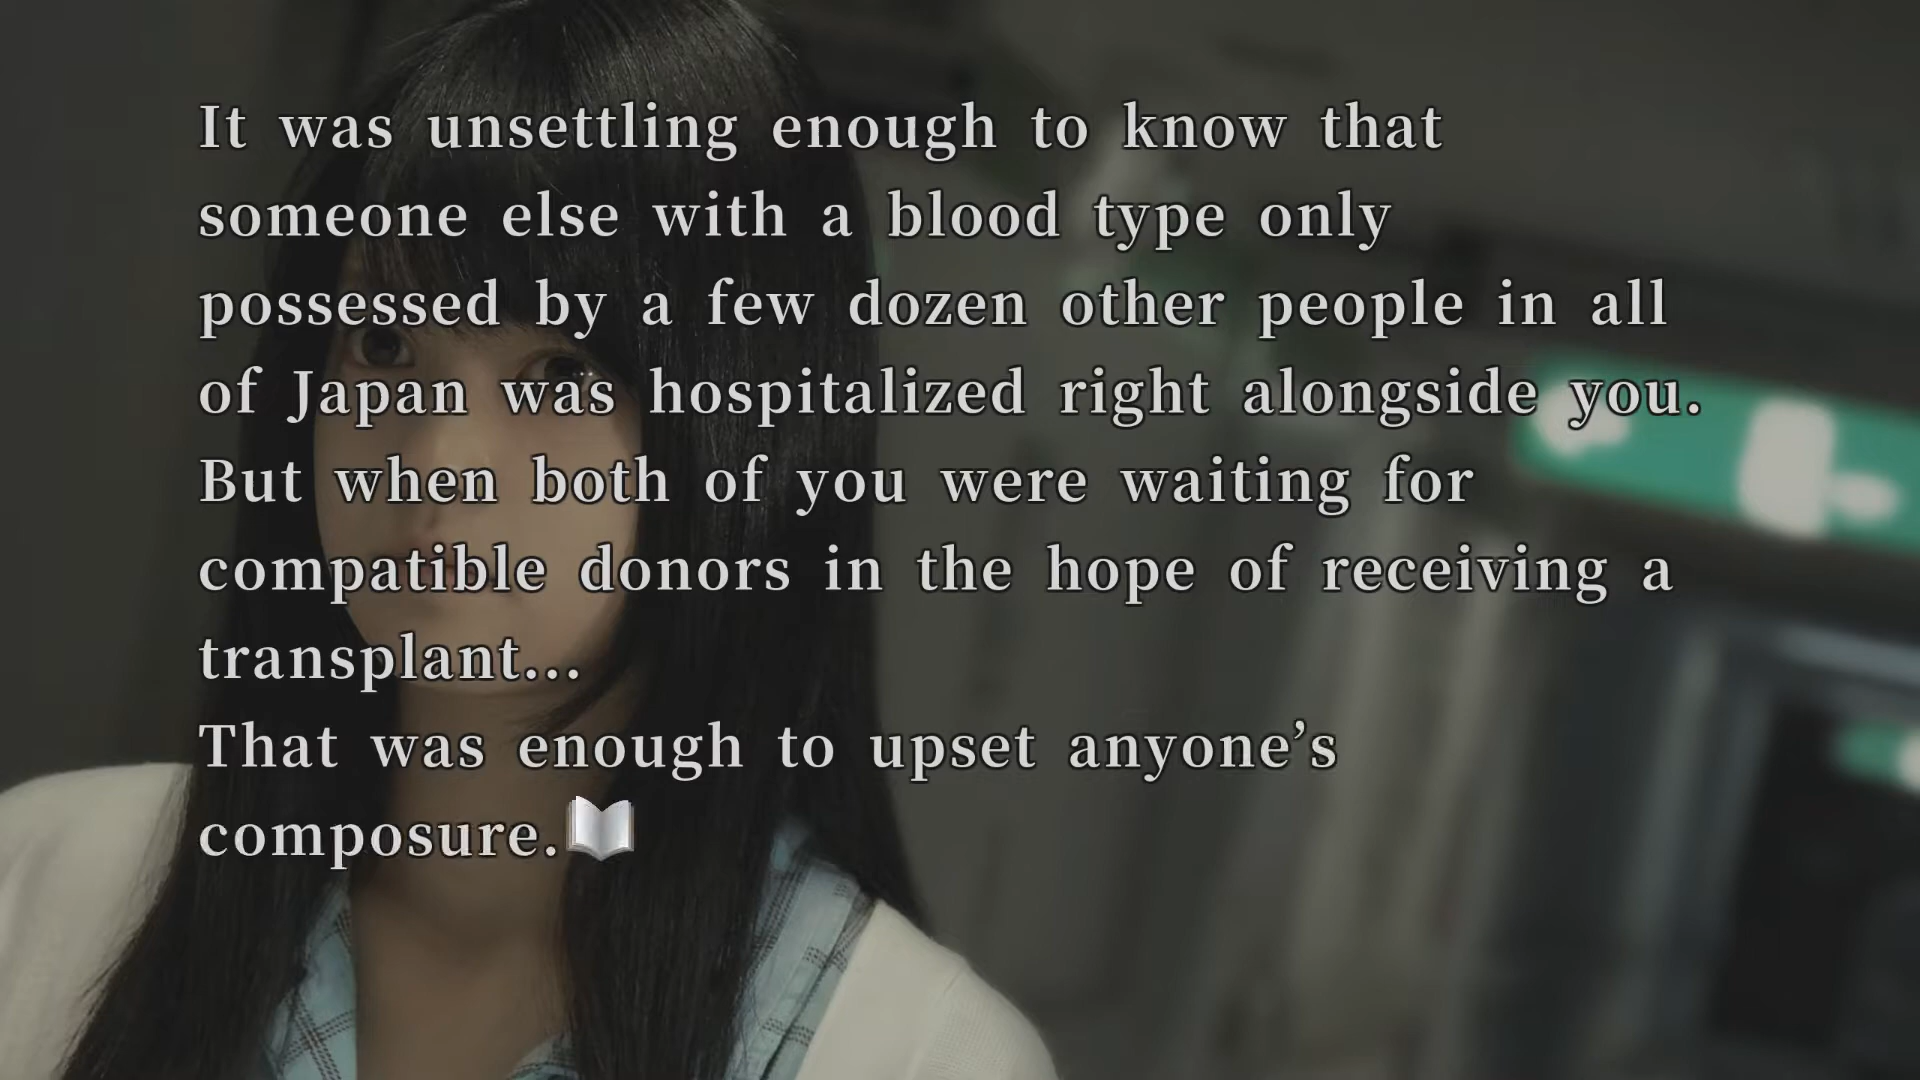 It was unsettling enough to know that
someone else with a blood type only
possessed by a few dozen other people in all
of Japan was hospitalized right alongside you.
But when both of you were waiting for
compatible donors in the hope of receiving a
transplant...
That was enough to upset anyone’s
composure.